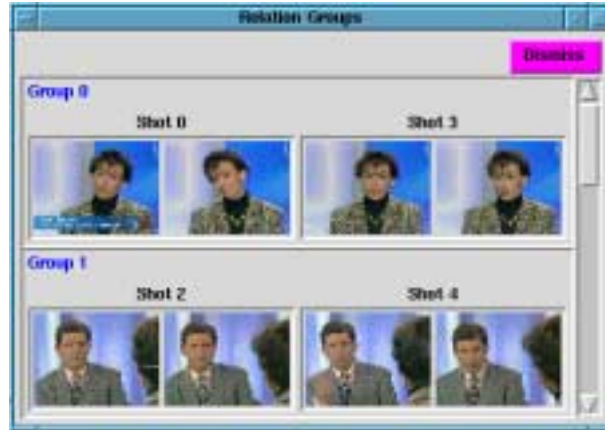 Relation Groups
Dismiss
Group 0
Shot 0 Shot 3
Group 1
Shot 2 Shot 4